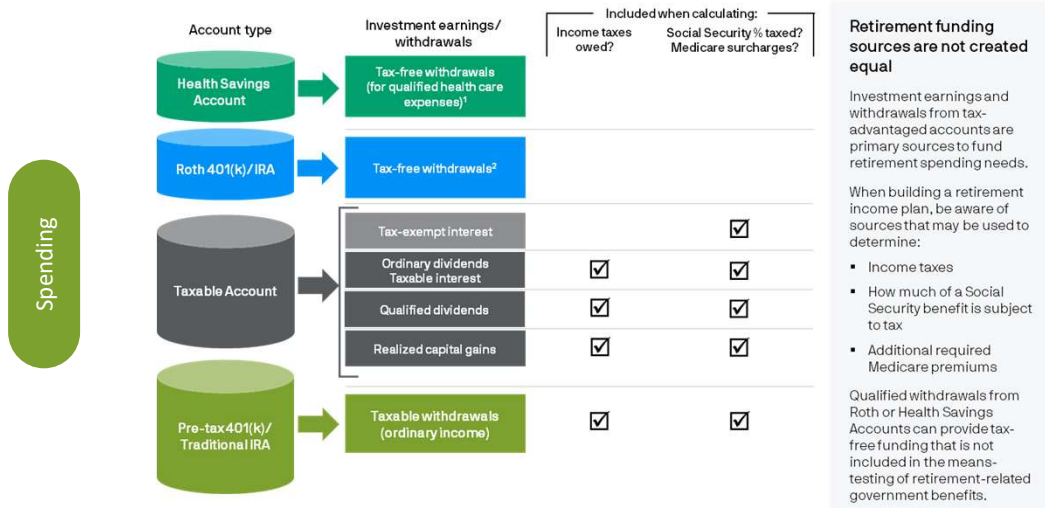 Spending
Account type
Investment earnings/
withdrawals
Included when calculating:
Income taxes
owed?
Social Security % taxed?
Medicare surcharges?
Health Savings
Account
Tax-free withdrawals
(for qualified health care
expenses)¹
Roth 401(k)/IRA
Tax-free withdrawals²
Taxable Account
Tax-exempt interest
Ordinary dividends
Taxable interest
Qualified dividends
Realized capital gains
Pre-tax 401(k)/
Traditional IRA
Taxable withdrawals
(ordinary income)
Retirement funding
sources are not created
equal
Investment earnings and
withdrawals from tax-
advantaged accounts are
primary sources to fund
retirement spending needs.
When building a retirement
income plan, be aware of
sources that may be used to
determine:
▪ Income taxes
▪ How much of a Social
Security benefit is subject
to tax
▪ Additional required
Medicare premiums
Qualified withdrawals from
Roth or Health Savings
Accounts can provide tax-
free funding that is not
included in the means-
testing of retirement-related
government benefits.